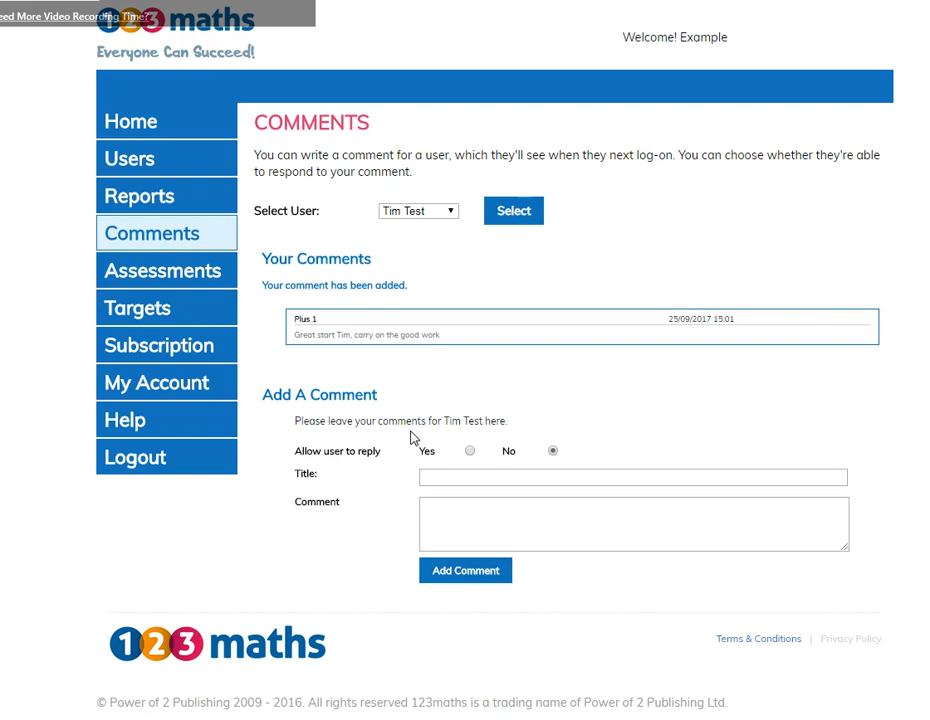 eed More Video Recording Time?
123 maths
Everyone Can Succeed!
Welcome! Example
Home
Users
Reports
Comments
Assessments
Targets
Subscription
My Account
Help
Logout
COMMENTS
You can write a comment for a user, which they'll see when they next log-on. You can choose whether they're able
to respond to your comment.
Select User: Tim Test Select
Your Comments
Your comment has been added.
Plus 1 25/09/2017 15:01
Great start Tim, carry on the good work
Add A Comment
Please leave your comments for Tim Test here.
Allow user to reply Yes No
Title:
Comment
Add Comment
123 maths
Terms & Conditions | Privacy Policy
© Power of 2 Publishing 2009 - 2016. All rights reserved 123maths is a trading name of Power of 2 Publishing Ltd.